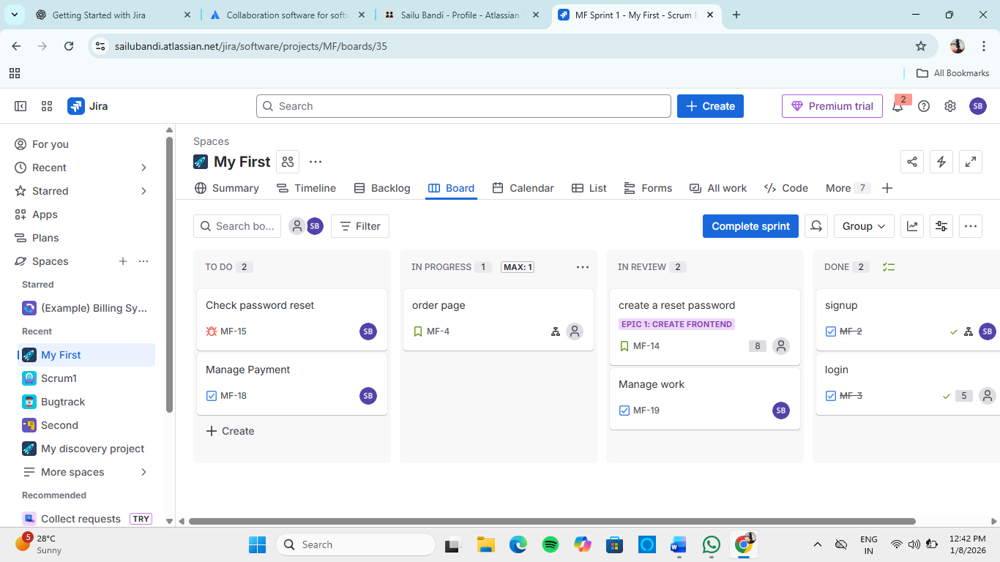 Getting Started with Jira
Collaboration software for softw
Sailu Bandi - Profile - Atlassian
MF Sprint 1 - My First - Scrum B
sailubandi.atlassian.net/jira/software/projects/MF/boards/35
All Bookmarks
Jira
Search
Create
Premium trial
2
SB
For you
Recent
Starred
Apps
Plans
Spaces
Starred
(Example) Billing Sy...
Recent
My First
Scrum1
Bugtrack
Second
My discovery project
More spaces
Recommended
Collect requests TRY
Spaces
My First
Summary Timeline Backlog Board Calendar List Forms All work Code More 7
Search bo... SB Filter Complete sprint Group
TO DO 2
Check password reset
MF-15 SB
Manage Payment
MF-18 SB
Create
IN PROGRESS 1 MAX: 1
order page
MF-4
IN REVIEW 2
create a reset password
EPIC 1: CREATE FRONTEND
MF-14 8
Manage work
MF-19 SB
DONE 2
signup
MF-2 SB
login
MF-3 5
5
28°C
Sunny
Search
ENG
IN
12:42 PM
1/8/2026